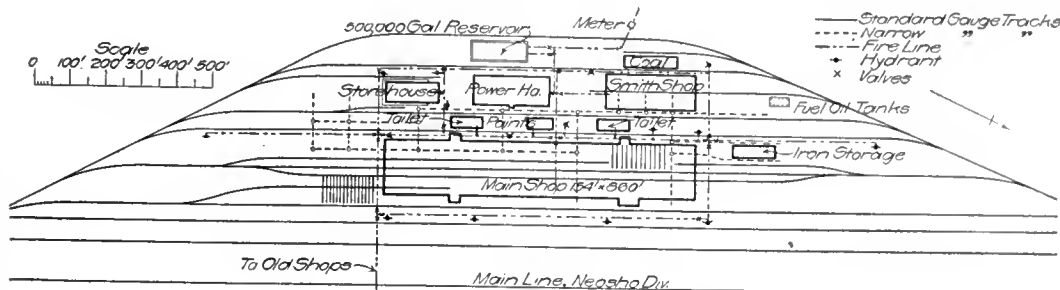 500,000 Gal Reservoir
Meter
Scale
0 100' 200' 300' 400' 500'
Standard Gauge Tracks
Narrow " "
Fire Line
Hydrant
Valves
Coal
Storehouse
Power Ho.
Smith Shop
Fuel Oil Tanks
Toilet
Paints
Toilet
Iron Storage
Main Shop 154' × 860'
To Old Shops
Main Line, Neosho Div.